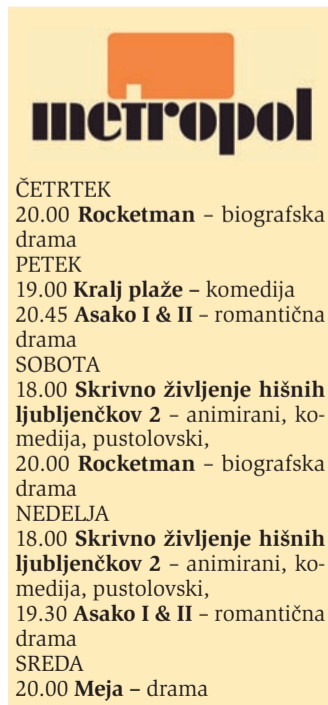 metropol
ČETRTEK
20.00 Rocketman – biografska
drama
PETEK
19.00 Kralj plaže – komedija
20.45 Asako I & II – romantična
drama
SOBOTA
18.00 Skrivno življenje hišnih
ljubljenčkov 2 – animirani, ko-
medija, pustolovski,
20.00 Rocketman – biografska
drama
NEDELJA
18.00 Skrivno življenje hišnih
ljubljenčkov 2 – animirani, ko-
medija, pustolovski,
19.30 Asako I & II – romantična
drama
SREDA
20.00 Meja – drama